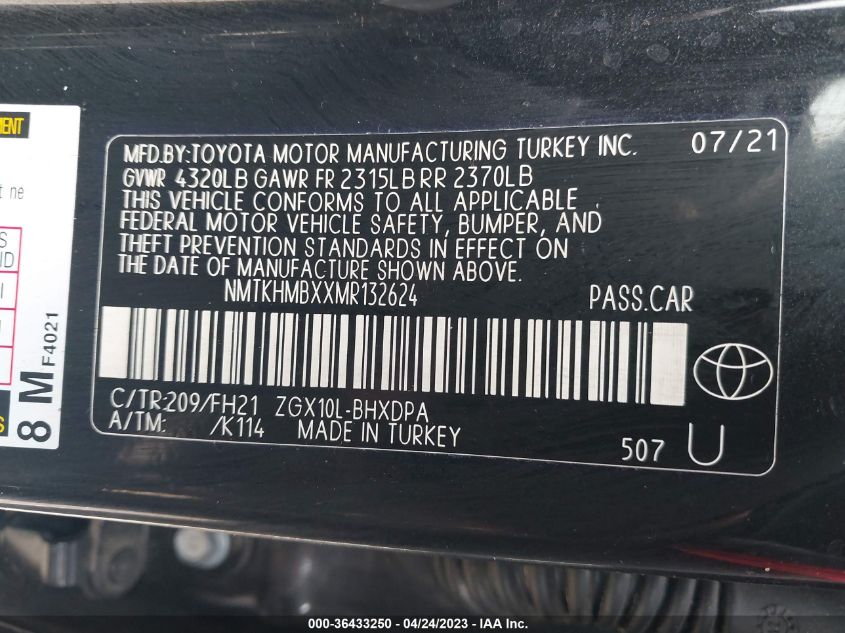 MENT
t ne
S
ND
I
I
S
8 M F4021
MFD.BY:TOYOTA MOTOR MANUFACTURING TURKEY INC. 07/21
GVWR 4320LB GAWR FR 2315LB RR 2370LB
THIS VEHICLE CONFORMS TO ALL APPLICABLE
FEDERAL MOTOR VEHICLE SAFETY, BUMPER, AND
THEFT PREVENTION STANDARDS IN EFFECT ON
THE DATE OF MANUFACTURE SHOWN ABOVE.
NMTKHMBXXMR132624 PASS.CAR
C/TR:209/FH21 ZGX10L-BHXDPA
A/TM: /K114 MADE IN TURKEY
507 U
000-36433250 / 04/24/2023 / © IAA Inc.